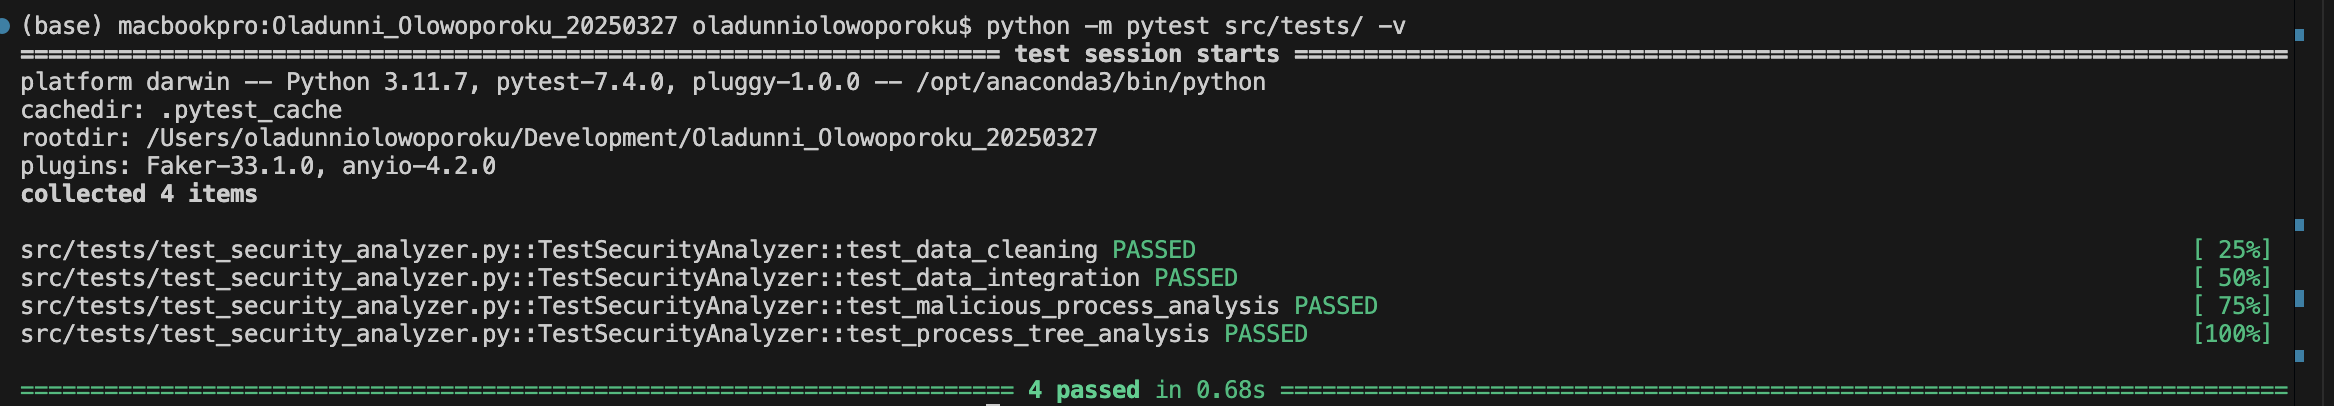 (base) macbookpro:Oladunni_Olowoporoku_20250327 oladunniolowoporoku$ python -m pytest src/tests/ -v
======================================================================= test session starts =======================================================================
platform darwin -- Python 3.11.7, pytest-7.4.0, pluggy-1.0.0 -- /opt/anaconda3/bin/python
cachedir: .pytest_cache
rootdir: /Users/oladunniolowoporoku/Development/Oladunni_Olowoporoku_20250327
plugins: Faker-33.1.0, anyio-4.2.0
collected 4 items
src/tests/test_security_analyzer.py::TestSecurityAnalyzer::test_data_cleaning PASSED [ 25%]
src/tests/test_security_analyzer.py::TestSecurityAnalyzer::test_data_integration PASSED [ 50%]
src/tests/test_security_analyzer.py::TestSecurityAnalyzer::test_malicious_process_analysis PASSED [ 75%]
src/tests/test_security_analyzer.py::TestSecurityAnalyzer::test_process_tree_analysis PASSED [100%]
======================================================================= 4 passed in 0.68s ========================================================================